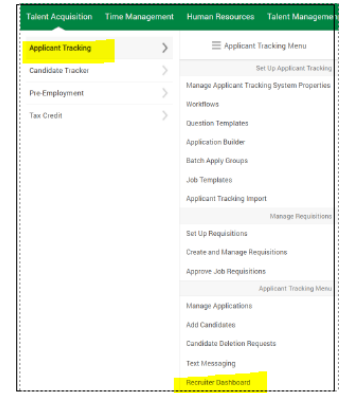 Talent Acquisition Time Management Human Resources Talent Managemen
Applicant Tracking
Candidate Tracker
Pre-Employment
Tax Credit
Applicant Tracking Menu
Set Up Applicant Tracking
Manage Applicant Tracking System Properties
Workflows
Question Templates
Application Builder
Batch Apply Groups
Job Templates
Applicant Tracking Import
Manage Requisitions
Set Up Requisitions
Create and Manage Requisitions
Approve Job Requisitions
Applicant Tracking Menu
Manage Applications
Add Candidates
Candidate Deletion Requests
Text Messaging
Recruiter Dashboard